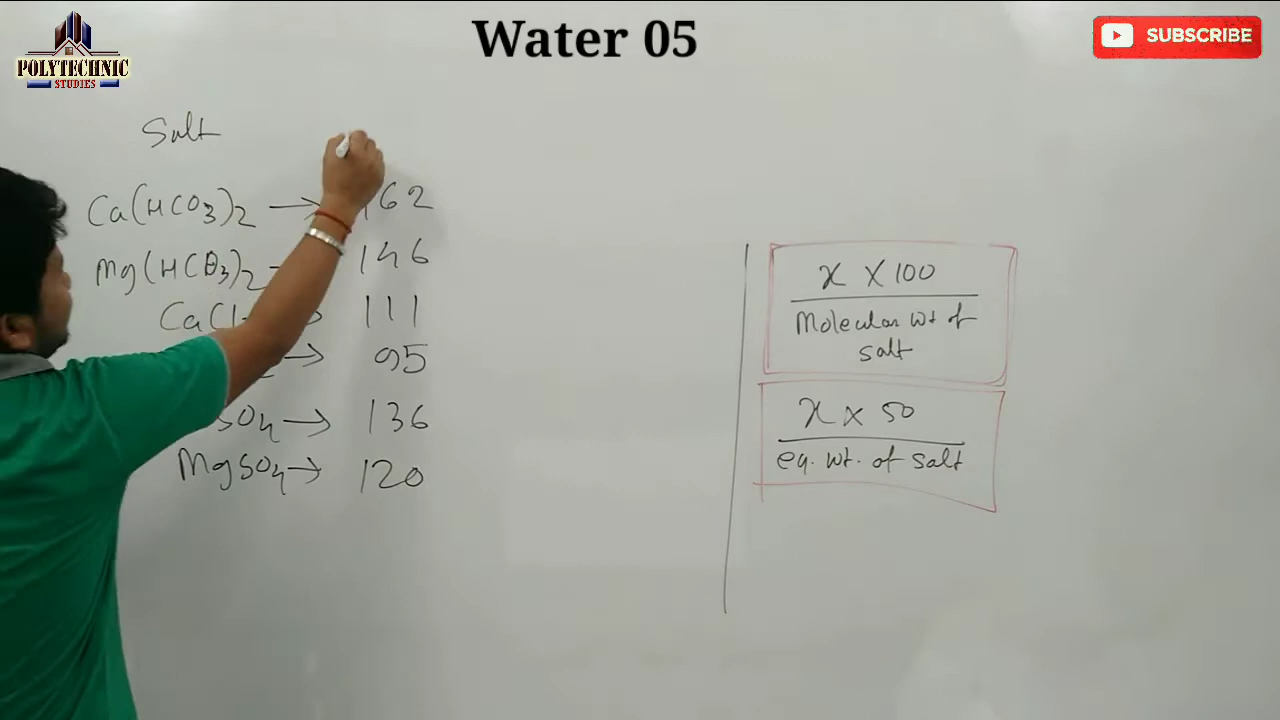 Water 05
POLYTECHNIC
STUDIES
SUBSCRIBE
Salt
Ca(HCO3)2 → 162
Mg(HCO3)2 146
CaCl 111
→ 95
SO4 → 136
MgSO4 → 120
x X 100
Molecular wt of
salt
x x 50
eq. wt. of salt